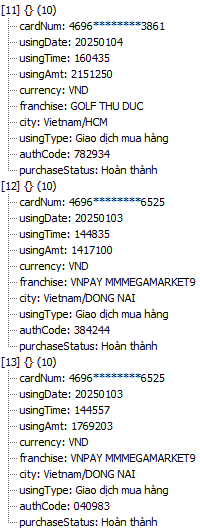 [11] {} (10)
cardNum: 4696********3861
usingDate: 20250104
usingTime: 160435
usingAmt: 2151250
currency: VND
franchise: GOLF THU DUC
city: Vietnam/HCM
usingType: Giao dịch mua hàng
authCode: 782934
purchaseStatus: Hoàn thành
[12] {} (10)
cardNum: 4696********6525
usingDate: 20250103
usingTime: 144835
usingAmt: 1417100
currency: VND
franchise: VNPAY MMMEGAMARKET9
city: Vietnam/DONG NAI
usingType: Giao dịch mua hàng
authCode: 384244
purchaseStatus: Hoàn thành
[13] {} (10)
cardNum: 4696********6525
usingDate: 20250103
usingTime: 144557
usingAmt: 1769203
currency: VND
franchise: VNPAY MMMEGAMARKET9
city: Vietnam/DONG NAI
usingType: Giao dịch mua hàng
authCode: 040983
purchaseStatus: Hoàn thành